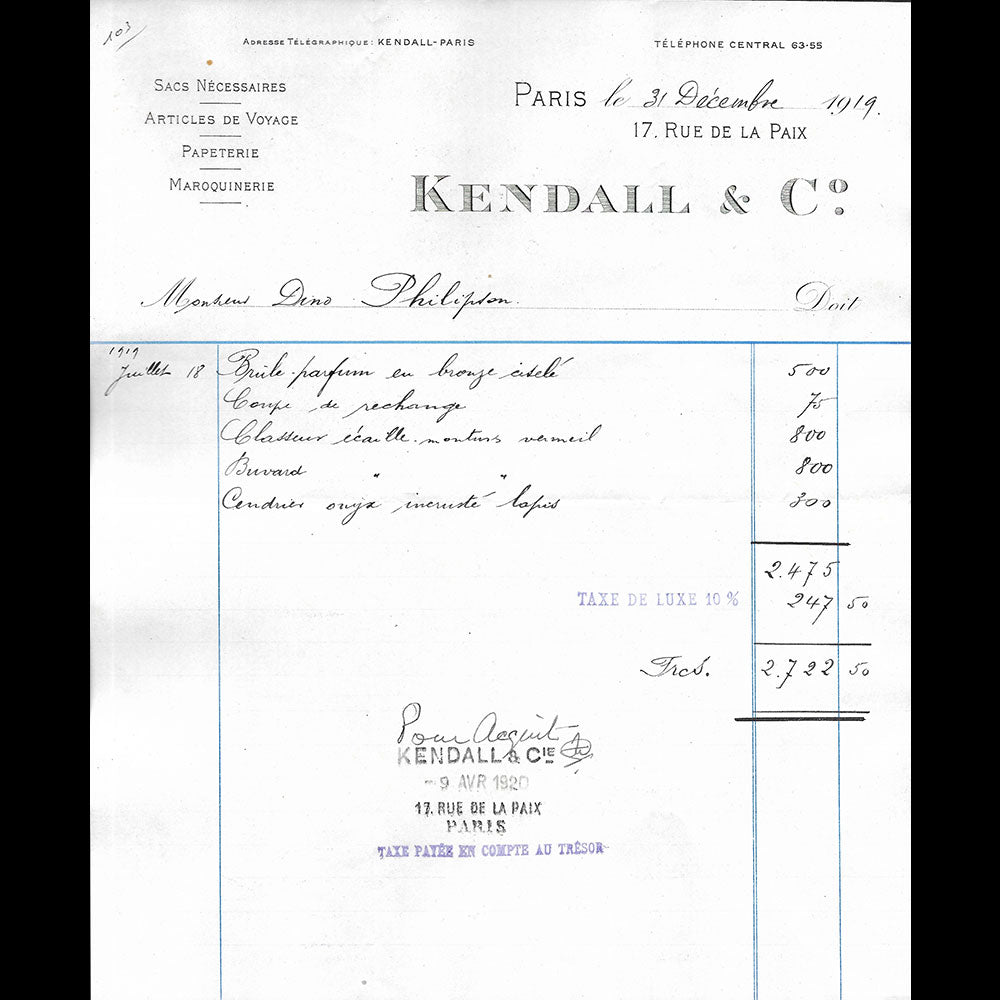 103
ADRESSE TÉLÉGRAPHIQUE: KENDALL-PARIS
TÉLÉPHONE CENTRAL 63-55
SACS NÉCESSAIRES
ARTICLES DE VOYAGE
PAPETERIE
MAROQUINERIE
PARIS le 31 Décembre 1919.
17, RUE DE LA PAIX
KENDALL & Cº
Monsieur Dino Philipson. Doit
1919
Juillet 18 Brûle-parfum en bronze ciselé 500
Coupe de rechange 75
Classeur écaille monture vermeil 800
Buvard " " 800
Cendrier onyx incrusté lapis 300
2.475
TAXE DE LUXE 10 % 247 50
Frcs. 2.722 50
Pour Acquit
KENDALL & CIE
- 9 AVR 1920
17. RUE DE LA PAIX
PARIS
TAXE PAYÉE EN COMPTE AU TRÉSOR